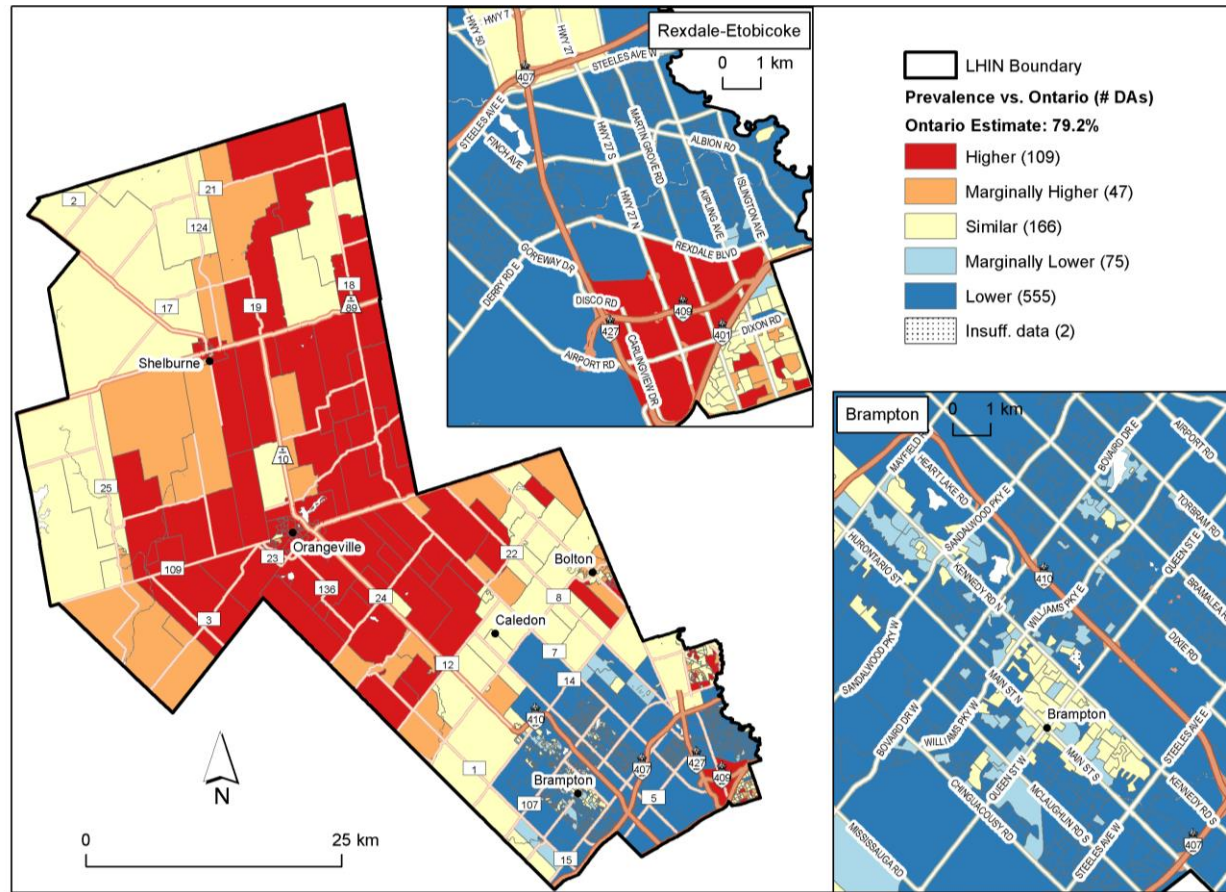 Rexdale-Etobicoke
0
1 km
HWY 7
HWY 50
HWY 27
STEELES AVE W
407
STEELES AVE E
FINCH AVE
HWY 27 S
MARTIN GROVE RD
ALBION RD
KIPLING AVE
ISLINGTON AVE
HWY 27 N
REXDALE BLVD
GOREWAY DR
DERRY RD E
DISCO RD
409
427
401
DIXON RD
AIRPORT RD
CARLINGVIEW DR
LHIN Boundary
Prevalence vs. Ontario (# DAs)
Ontario Estimate: 79.2%
Higher (109)
Marginally Higher (47)
Similar (166)
Marginally Lower (75)
Lower (555)
Insuff. data (2)
2
21
124
18
89
17
19
Shelburne
10
25
Orangeville
109
23
22
Bolton
136
24
8
3
Caledon
7
12
14
410
1
407
427
409
Brampton
107
5
15
N
0
25 km
Brampton
0
1 km
MAYFIELD R
HEART LAKE RD
SANDALWOOD PKY E
BOVAIRD DR E
AIRPORT RD
TORBRAM RD
HURONTARIO ST
KENNEDY RD N
QUEEN ST E
410
WILLIAMS PKY E
BRAMALEA R
DIXIE RD
SANDALWOOD PKY W
MAIN ST N
Brampton
BOVAIRD DR W
WILLIAMS PKY W
STEELES AVE E
QUEEN ST W
MAIN ST S
CHINGUACOUSY RD
MCLAUGHLIN RD S
KENNEDY RD S
STEELES AVE W
MISSISSAUGA RD
407